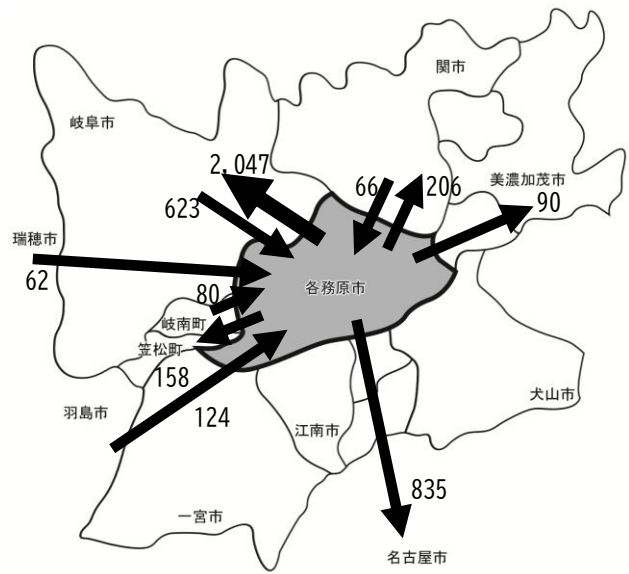 関市
岐阜市
2,047
66
206
美濃加茂市
90
623
瑞穂市
62
80
各務原市
岐南町
笠松町
158
124
羽島市
江南市
犬山市
835
一宮市
名古屋市